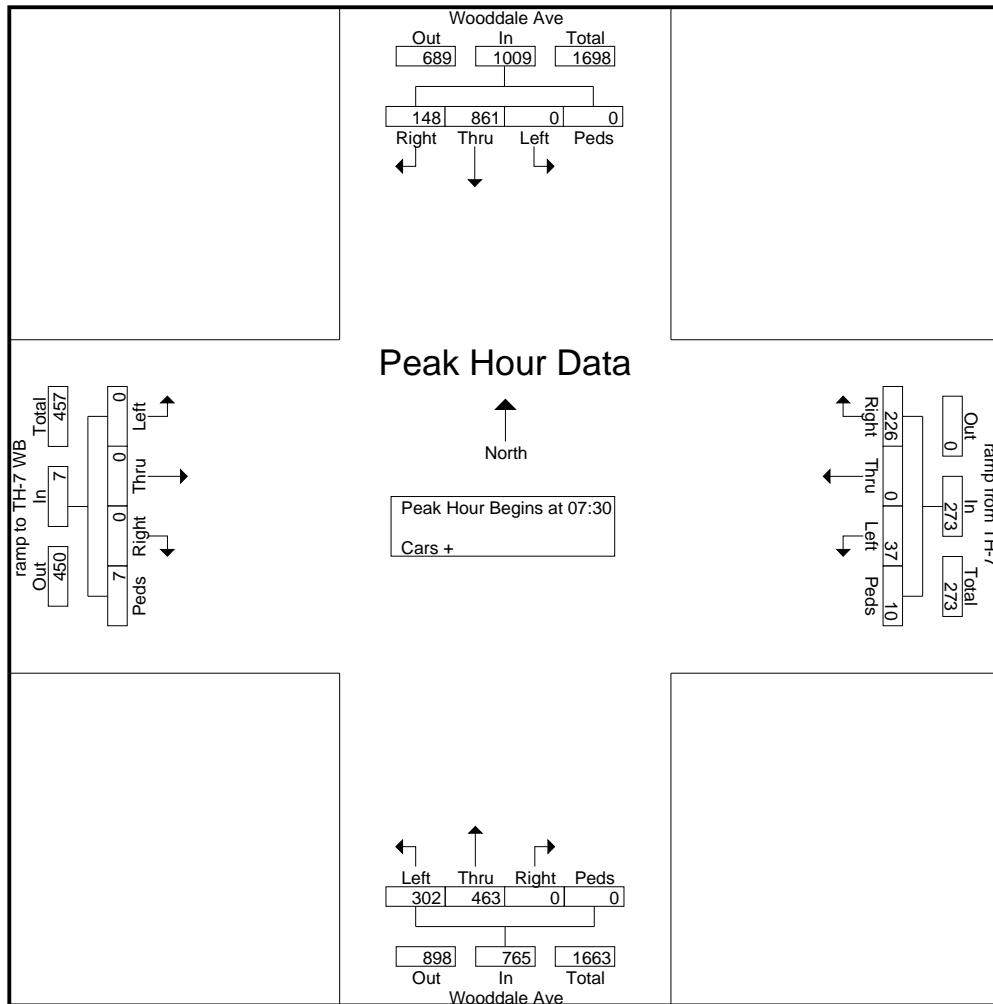 Wooddale Ave
Out In Total
689 1009 1698
148 861 0 0
Right Thru Left Peds
Peak Hour Data
North
Peak Hour Begins at 07:30
Cars +
ramp to TH-7 WB
Out In Total
450 7 457
7 0 0 0
Peds Right Thru Left
ramp from TH-7
Out In Total
0 273 273
226 0 37 10
Right Thru Left Peds
Left Thru Right Peds
302 463 0 0
898 765 1663
Out In Total
Wooddale Ave